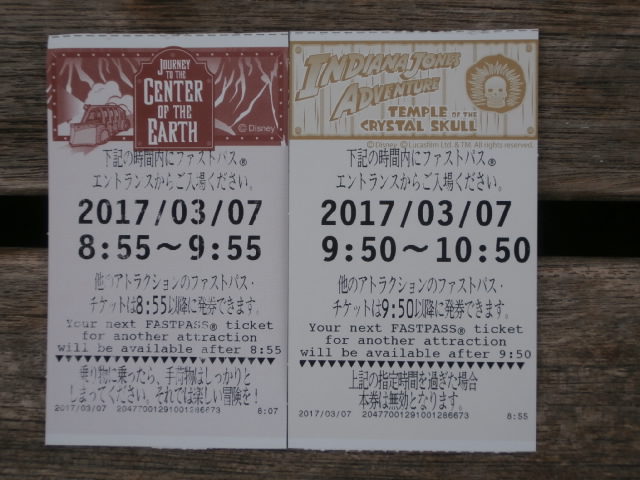 JOURNEY
TO THE
CENTER
OF THE
EARTH
©Disney
下記の時間内にファストパス®
エントランスからご入場ください。
2017/03/07
8:55～9:55
他のアトラクションのファストパス・
チケットは8:55以降に発券できます。
Your next FASTPASS® ticket
for another attraction
will be available after 8:55
乗り物に乗ったら、手荷物はしっかりと
しまってください。それでは楽しい冒険を！
2017/03/07 20477001291001286673 8:07
INDIANA JONES
ADVENTURE
TEMPLE OF THE
CRYSTAL SKULL
©Disney ©Lucasfilm Ltd. & TM. All rights reserved.
下記の時間内にファストパス®
エントランスからご入場ください。
2017/03/07
9:50～10:50
他のアトラクションのファストパス・
チケットは9:50以降に発券できます。
Your next FASTPASS® ticket
for another attraction
will be available after 9:50
上記の指定時間を過ぎた場合
本券は無効となります。
2017/03/07 20477001291001286673 8:55